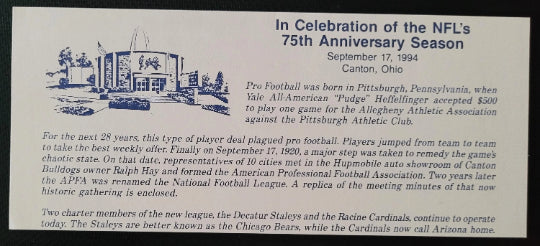 In Celebration of the NFL's
75th Anniversary Season
September 17, 1994
Canton, Ohio
Pro Football was born in Pittsburgh, Pennsylvania, when
Yale All-American "Pudge" Heffelfinger accepted $500
to play one game for the Allegheny Athletic Association
against the Pittsburgh Athletic Club.
For the next 28 years, this type of player deal plagued pro football. Players jumped from team to team
to take the best weekly offer. Finally on September 17, 1920, a major step was taken to remedy the game's
chaotic state. On that date, representatives of 10 cities met in the Hupmobile auto showroom of Canton
Bulldogs owner Ralph Hay and formed the American Professional Football Association. Two years later
the APFA was renamed the National Football League. A replica of the meeting minutes of that now
historic gathering is enclosed.
Two charter members of the new league, the Decatur Staleys and the Racine Cardinals, continue to operate
today. The Staleys are better known as the Chicago Bears, while the Cardinals now call Arizona home.